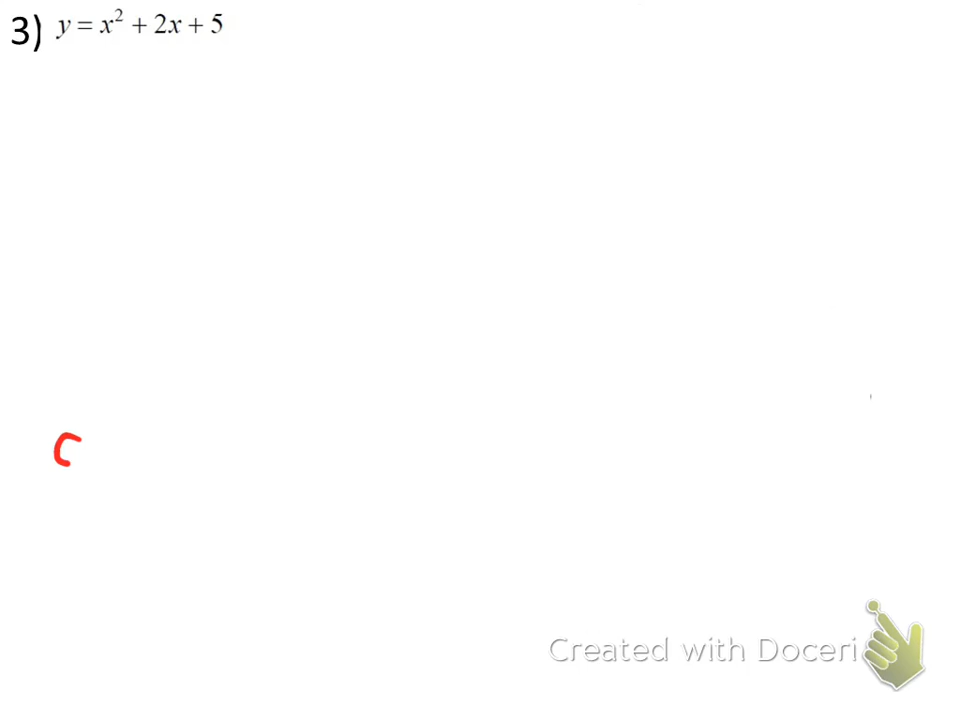 3) y = x² + 2x + 5
C
Created with Doceri